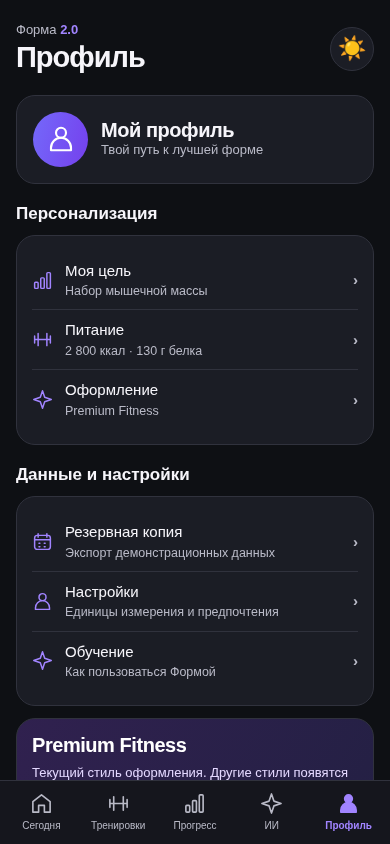 Форма 2.0
Профиль
Мой профиль
Твой путь к лучшей форме
Персонализация
Моя цель
Набор мышечной массы
Питание
2 800 ккал · 130 г белка
Оформление
Premium Fitness
Данные и настройки
Резервная копия
Экспорт демонстрационных данных
Настройки
Единицы измерения и предпочтения
Обучение
Как пользоваться Формой
Premium Fitness
Текущий стиль оформления. Другие стили появятся
Сегодня
Тренировки
Прогресс
ИИ
Профиль